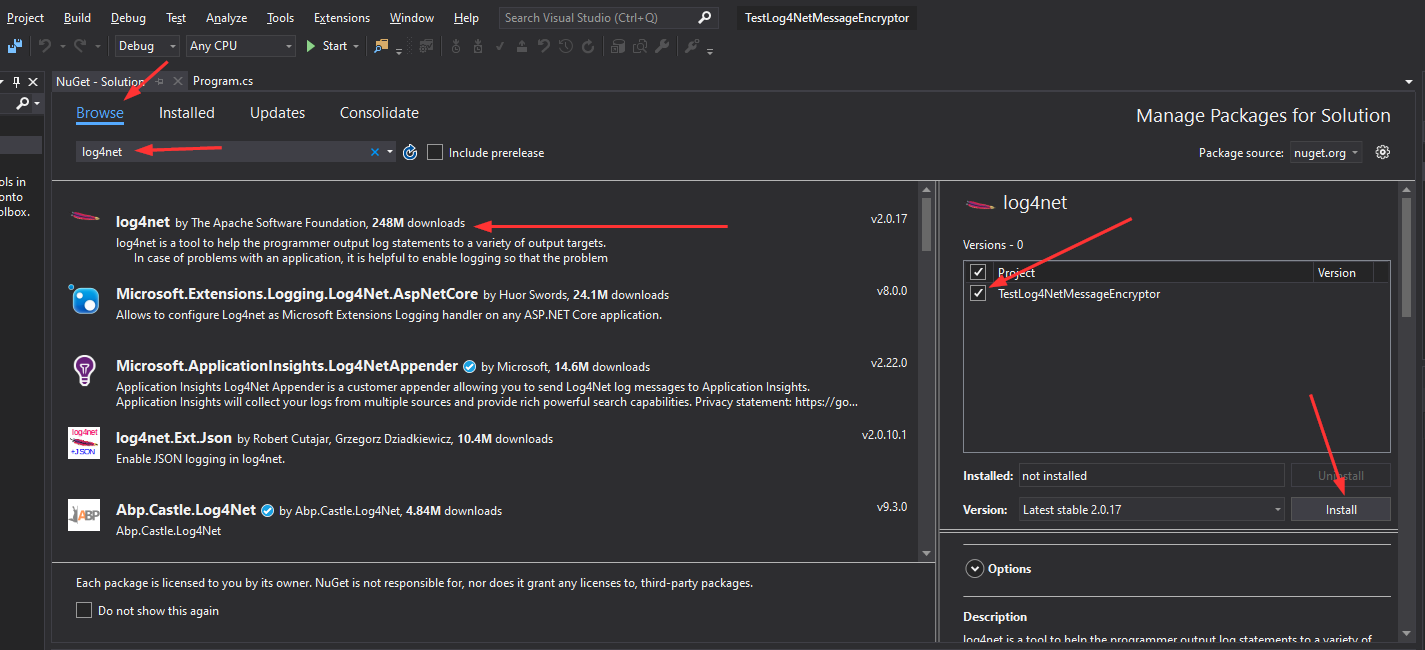 Project Build Debug Test Analyze Tools Extensions Window Help Search Visual Studio (Ctrl+Q) TestLog4NetMessageEncryptor
Debug Any CPU Start
NuGet - Solution Program.cs
Browse Installed Updates Consolidate Manage Packages for Solution
log4net Include prerelease Package source: nuget.org
ols in
onto
olbox.
log4net by The Apache Software Foundation, 248M downloads v2.0.17
log4net is a tool to help the programmer output log statements to a variety of output targets.
In case of problems with an application, it is helpful to enable logging so that the problem
Microsoft.Extensions.Logging.Log4Net.AspNetCore by Huor Swords, 24.1M downloads v8.0.0
Allows to configure Log4net as Microsoft Extensions Logging handler on any ASP.NET Core application.
Microsoft.ApplicationInsights.Log4NetAppender by Microsoft, 14.6M downloads v2.22.0
Application Insights Log4Net Appender is a customer appender allowing you to send Log4Net log messages to Application Insights.
Application Insights will collect your logs from multiple sources and provide rich powerful search capabilities. Privacy statement: https://go...
log4net
+JSON
log4net.Ext.Json by Robert Cutajar, Grzegorz Dziadkiewicz, 10.4M downloads v2.0.10.1
Enable JSON logging in log4net.
ABP
Abp.Castle.Log4Net by Abp.Castle.Log4Net, 4.84M downloads v9.3.0
Abp.Castle.Log4Net
Each package is licensed to you by its owner. NuGet is not responsible for, nor does it grant any licenses to, third-party packages.
Do not show this again
log4net
Versions - 0
Project Version
TestLog4NetMessageEncryptor
Installed: not installed Uninstall
Version: Latest stable 2.0.17 Install
Options
Description
log4net is a tool to help the programmer output log statements to a variety of